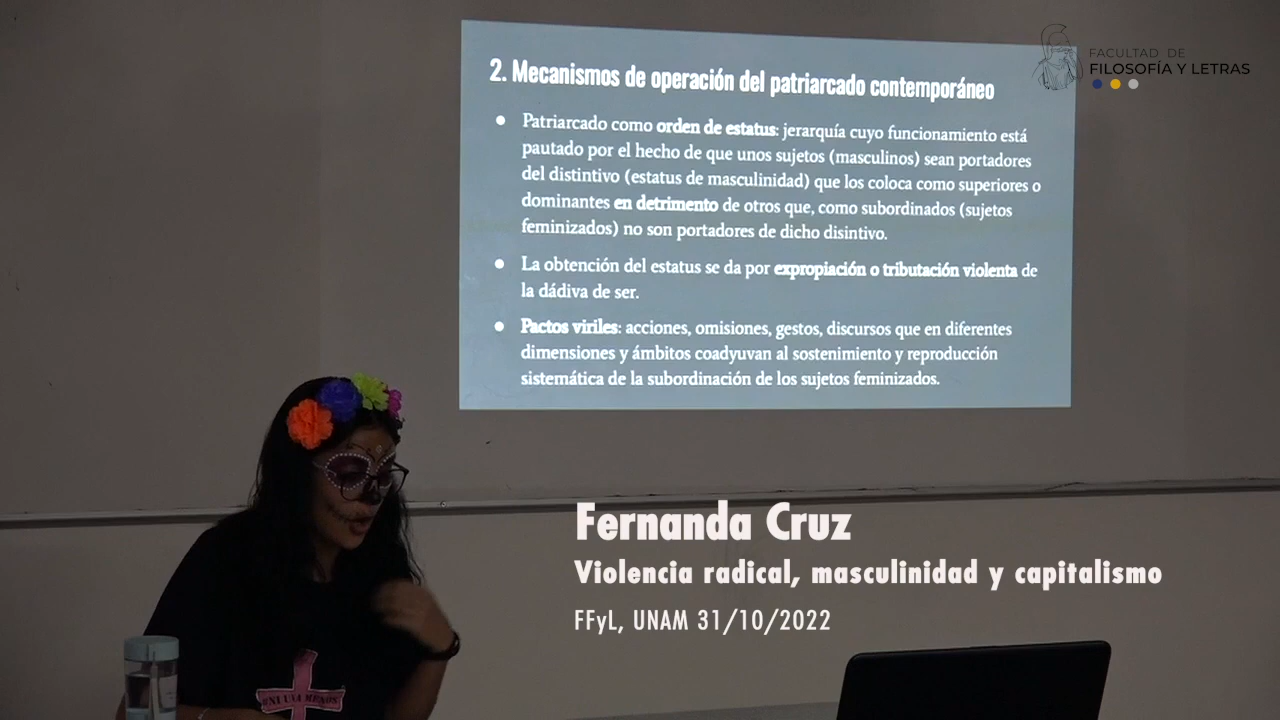 2. Mecanismos de operación del patriarcado contemporáneo
● Patriarcado como orden de estatus: jerarquía cuyo funcionamiento está
pautado por el hecho de que unos sujetos (masculinos) sean portadores
del distintivo (estatus de masculinidad) que los coloca como superiores o
dominantes en detrimento de otros que, como subordinados (sujetos
feminizados) no son portadores de dicho disintivo.
● La obtención del estatus se da por expropiación o tributación violenta de
la dádiva de ser.
● Pactos viriles: acciones, omisiones, gestos, discursos que en diferentes
dimensiones y ámbitos coadyuvan al sostenimiento y reproducción
sistemática de la subordinación de los sujetos feminizados.
FACULTAD DE
FILOSOFÍA Y LETRAS
Fernanda Cruz
Violencia radical, masculinidad y capitalismo
FFyL, UNAM 31/10/2022
#NI UNA MENOS